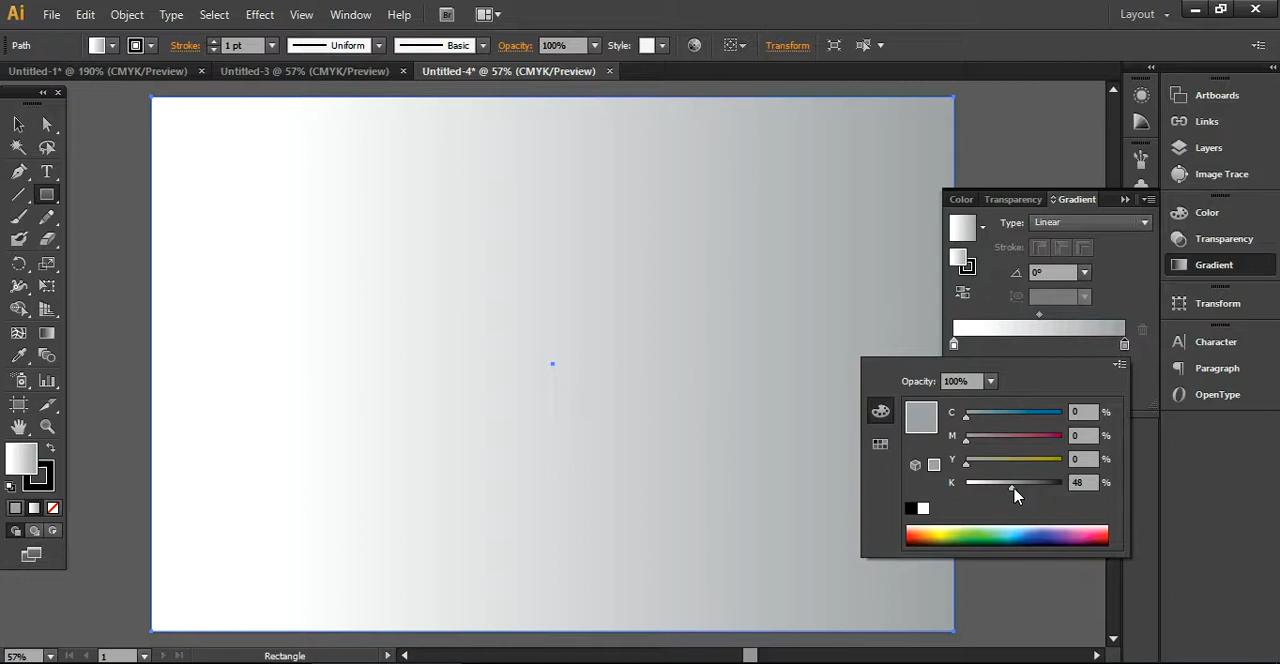 Ai File Edit Object Type Select Effect View Window Help Br Layout
Path Stroke: 1 pt Uniform Basic Opacity: 100% Style: Transform
Untitled-1* @ 190% (CMYK/Preview) Untitled-3 @ 57% (CMYK/Preview) Untitled-4* @ 57% (CMYK/Preview)
Artboards
Links
Layers
Image Trace
Color
Transparency
Gradient
Transform
Character
Paragraph
OpenType
Color Transparency Gradient
Type: Linear
Stroke:
0°
Opacity: 100%
C 0 %
M 0 %
Y 0 %
K 48 %
T
57% 1 Rectangle